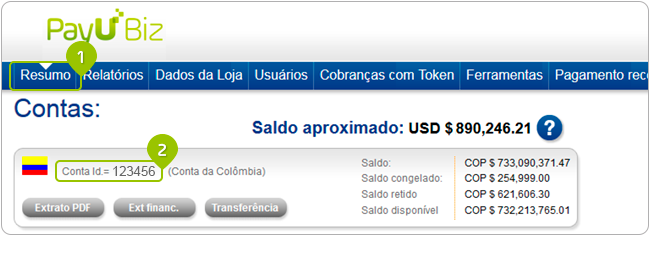 PayU Biz
1
Resumo Relatórios Dados da Loja Usuários Cobranças com Token Ferramentas Pagamento
Contas:
Saldo aproximado: USD $ 890,246.21 ?
2
Conta Id.= 123456 (Conta da Colômbia)
Saldo: COP $ 733,090,371.47
Saldo congelado: COP $ 254,999.00
Saldo retido COP $ 621,606.30
Saldo disponível COP $ 732,213,765.01
Extrato PDF Ext financ. Transferência